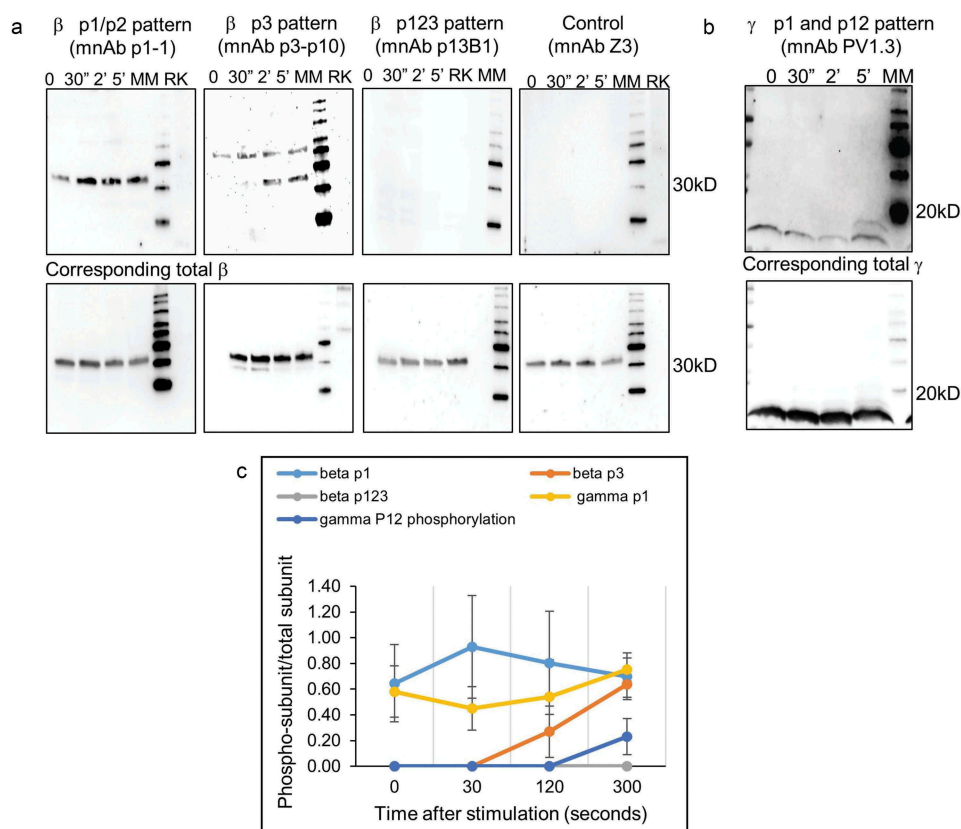 a
β p1/p2 pattern
(mnAb p1-1)
0 30” 2’ 5’ MM RK
β p3 pattern
(mnAb p3-p10)
0 30” 2’ 5’ MM RK
β p123 pattern
(mnAb p13B1)
0 30” 2’ 5’ RK MM
Control
(mnAb Z3)
0 30” 2’ 5’ MM RK
30kD
b
γ p1 and p12 pattern
(mnAb PV1.3)
0 30” 2’ 5’ MM
20kD
Corresponding total β
30kD
Corresponding total γ
20kD
c
beta p1
beta p3
beta p123
gamma p1
gamma P12 phosphorylation
Phospho-subunit/total subunit
1.40
1.20
1.00
0.80
0.60
0.40
0.20
0.00
0 30 120 300
Time after stimulation (seconds)